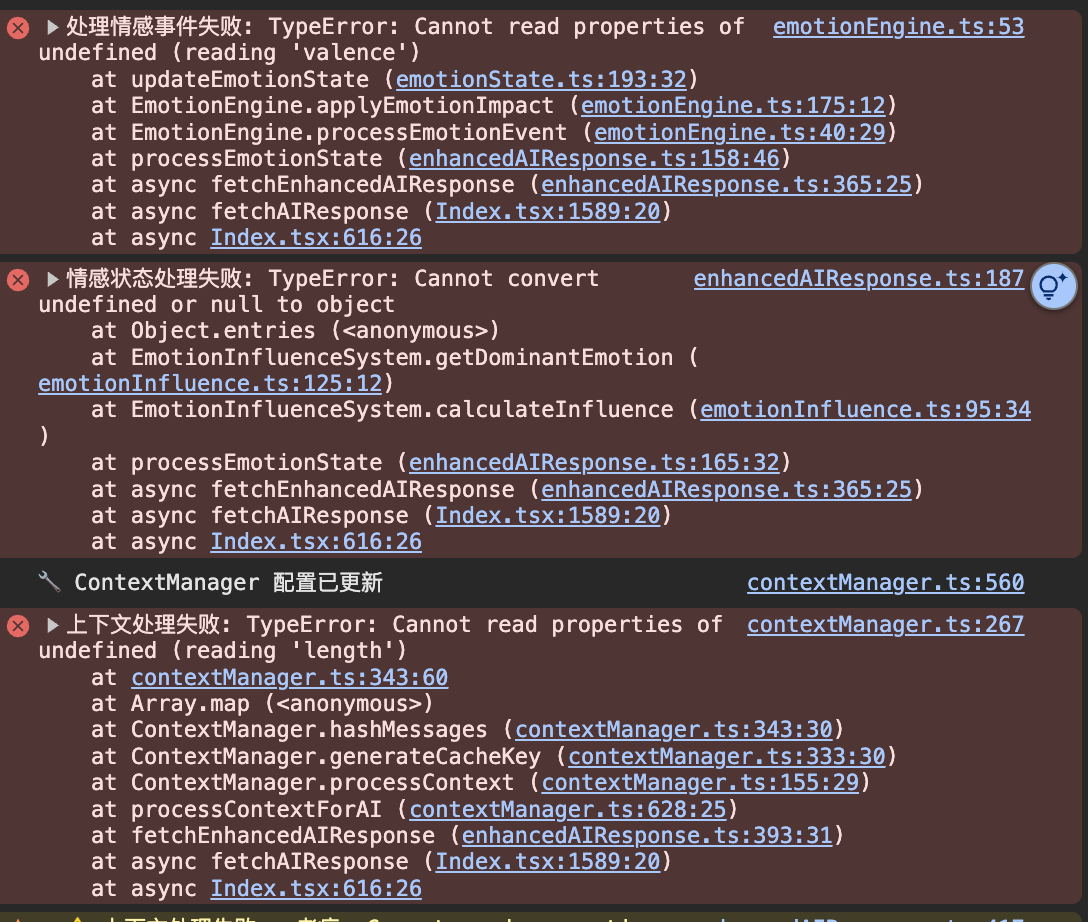 处理情感事件失败: TypeError: Cannot read properties of emotionEngine.ts:53
undefined (reading 'valence')
at updateEmotionState (emotionState.ts:193:32)
at EmotionEngine.applyEmotionImpact (emotionEngine.ts:175:12)
at EmotionEngine.processEmotionEvent (emotionEngine.ts:40:29)
at processEmotionState (enhancedAIResponse.ts:158:46)
at async fetchEnhancedAIResponse (enhancedAIResponse.ts:365:25)
at async fetchAIResponse (Index.tsx:1589:20)
at async Index.tsx:616:26
情感状态处理失败: TypeError: Cannot convert enhancedAIResponse.ts:187
undefined or null to object
at Object.entries (<anonymous>)
at EmotionInfluenceSystem.getDominantEmotion (
emotionInfluence.ts:125:12)
at EmotionInfluenceSystem.calculateInfluence (emotionInfluence.ts:95:34
)
at processEmotionState (enhancedAIResponse.ts:165:32)
at async fetchEnhancedAIResponse (enhancedAIResponse.ts:365:25)
at async fetchAIResponse (Index.tsx:1589:20)
at async Index.tsx:616:26
🔧 ContextManager 配置已更新 contextManager.ts:560
上下文处理失败: TypeError: Cannot read properties of contextManager.ts:267
undefined (reading 'length')
at contextManager.ts:343:60
at Array.map (<anonymous>)
at ContextManager.hashMessages (contextManager.ts:343:30)
at ContextManager.generateCacheKey (contextManager.ts:333:30)
at ContextManager.processContext (contextManager.ts:155:29)
at processContextForAI (contextManager.ts:628:25)
at fetchEnhancedAIResponse (enhancedAIResponse.ts:393:31)
at async fetchAIResponse (Index.tsx:1589:20)
at async Index.tsx:616:26